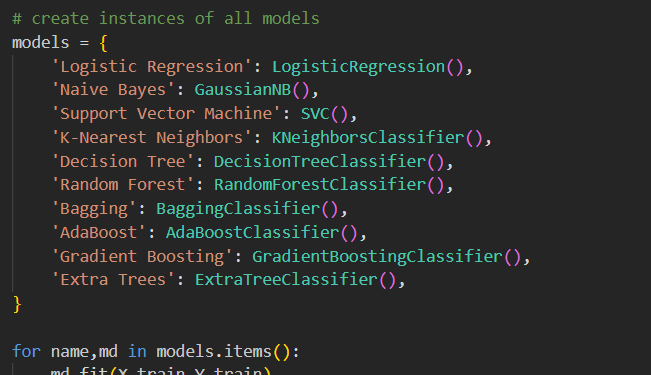 # create instances of all models
models = {
    'Logistic Regression': LogisticRegression(),
    'Naive Bayes': GaussianNB(),
    'Support Vector Machine': SVC(),
    'K-Nearest Neighbors': KNeighborsClassifier(),
    'Decision Tree': DecisionTreeClassifier(),
    'Random Forest': RandomForestClassifier(),
    'Bagging': BaggingClassifier(),
    'AdaBoost': AdaBoostClassifier(),
    'Gradient Boosting': GradientBoostingClassifier(),
    'Extra Trees': ExtraTreeClassifier(),
}
for name,md in models.items():
    md.fit(X_train,Y_train)